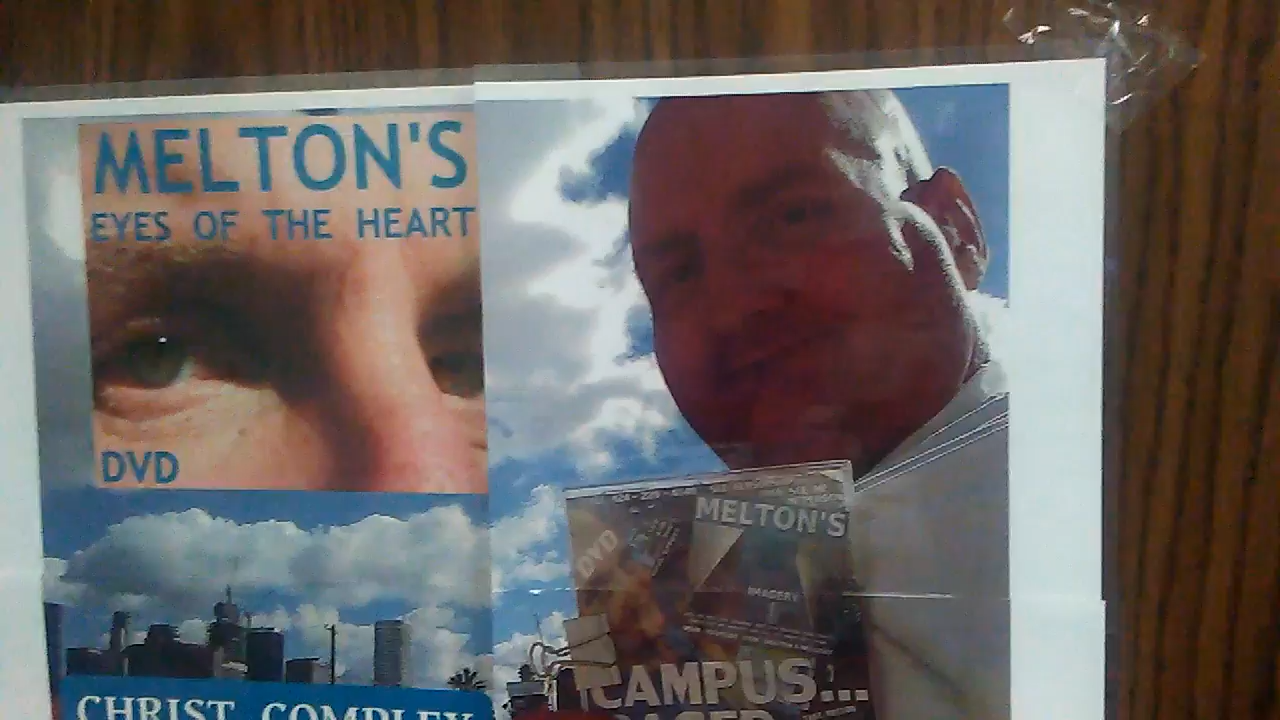 MELTON'S
EYES OF THE HEART
DVD
CHRIST COMPLEX
MELTON'S
DVD
IMAGERY
CAMPUS...